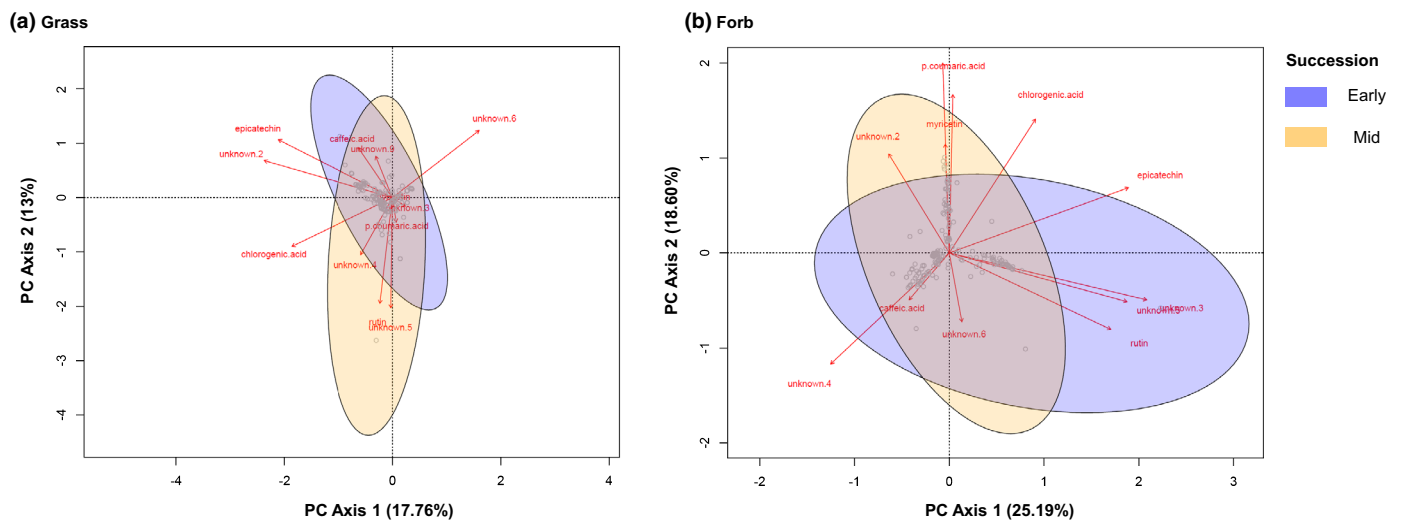 (a) Grass
PC Axis 2 (13%)
2
1
0
-1
-2
-3
-4
unknown.6
epicatechin
caffeic.acid
unknown.9
unknown.2
p.coumaric.acid
chlorogenic.acid
unknown.4
rutin
unknown.5
-4
-2
0
2
4
PC Axis 1 (17.76%)
(b) Forb
PC Axis 2 (18.60%)
2
1
0
-1
-2
p.coumaric.acid
chlorogenic.acid
myricetin
unknown.2
epicatechin
unknown.3
caffeic.acid
unknown.6
rutin
unknown.4
-2
-1
0
1
2
3
PC Axis 1 (25.19%)
Succession
Early
Mid